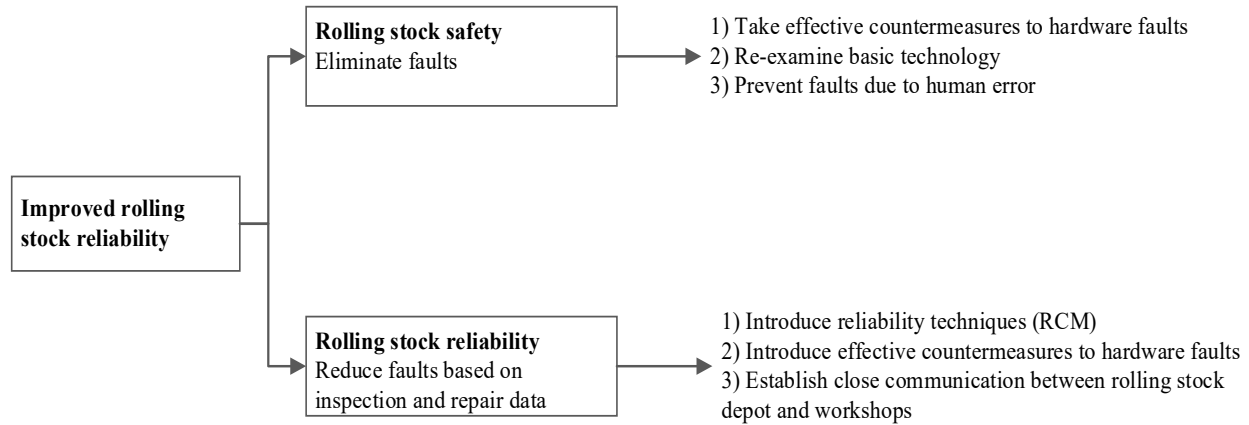 Rolling stock safety
Eliminate faults
1) Take effective countermeasures to hardware faults
2) Re-examine basic technology
3) Prevent faults due to human error
Improved rolling
stock reliability
Rolling stock reliability
Reduce faults based on
inspection and repair data
1) Introduce reliability techniques (RCM)
2) Introduce effective countermeasures to hardware faults
3) Establish close communication between rolling stock
depot and workshops